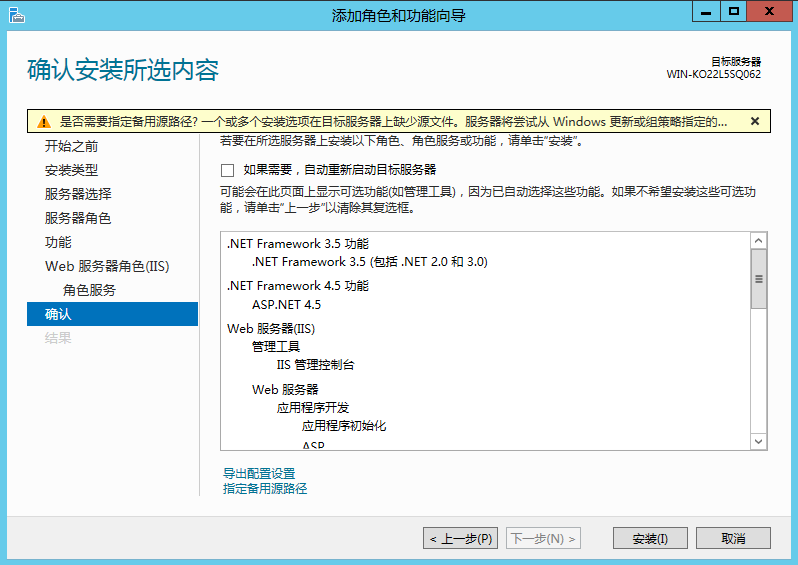 添加角色和功能向导
确认安装所选内容
目标服务器
WIN-KO22L5SQ062
是否需要指定备用源路径? 一个或多个安装选项在目标服务器上缺少源文件。服务器将尝试从 Windows 更新或组策略指定的...
开始之前
安装类型
服务器选择
服务器角色
功能
Web 服务器角色(IIS)
角色服务
确认
结果
若要在所选服务器上安装以下角色、角色服务或功能，请单击“安装”。
如果需要，自动重新启动目标服务器
可能会在此页面上显示可选功能(如管理工具)，因为已自动选择这些功能。如果不希望安装这些可选功
能，请单击“上一步”以清除其复选框。
.NET Framework 3.5 功能
.NET Framework 3.5 (包括 .NET 2.0 和 3.0)
.NET Framework 4.5 功能
ASP.NET 4.5
Web 服务器(IIS)
管理工具
IIS 管理控制台
Web 服务器
应用程序开发
应用程序初始化
ASP
导出配置设置
指定备用源路径
< 上一步(P)
下一步(N) >
安装(I)
取消